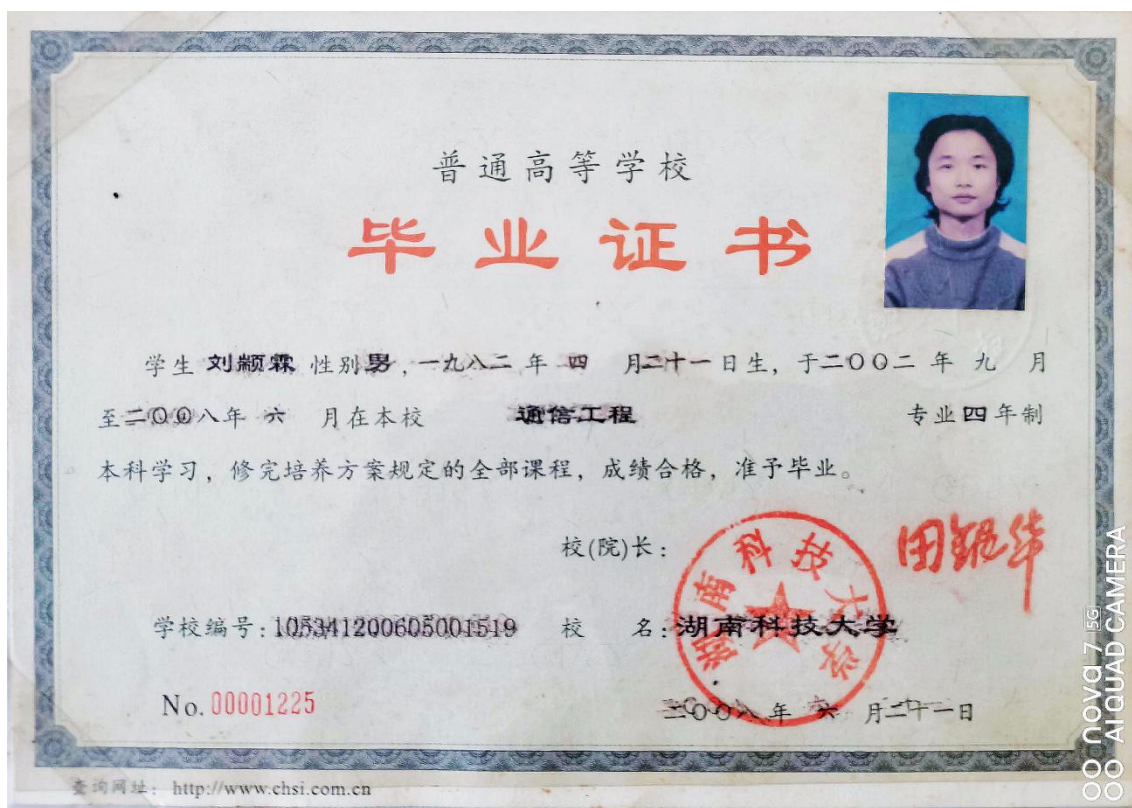 普通高等学校
毕业证书
学生 刘颛霖 性别男，一九八二 年 四 月二十一日生，于二〇〇二 年 九 月
至二〇〇八年 六 月在本校 通信工程 专业四年制
本科学习，修完培养方案规定的全部课程，成绩合格，准予毕业。
校(院)长：
田银华
湖南科技大学
学校编号：105341200605001519 校 名：湖南科技大学
No. 00001225
二〇〇八年 六 月二十一日
查询网址：http://www.chsi.com.cn
nova 7 5G
AI QUAD CAMERA